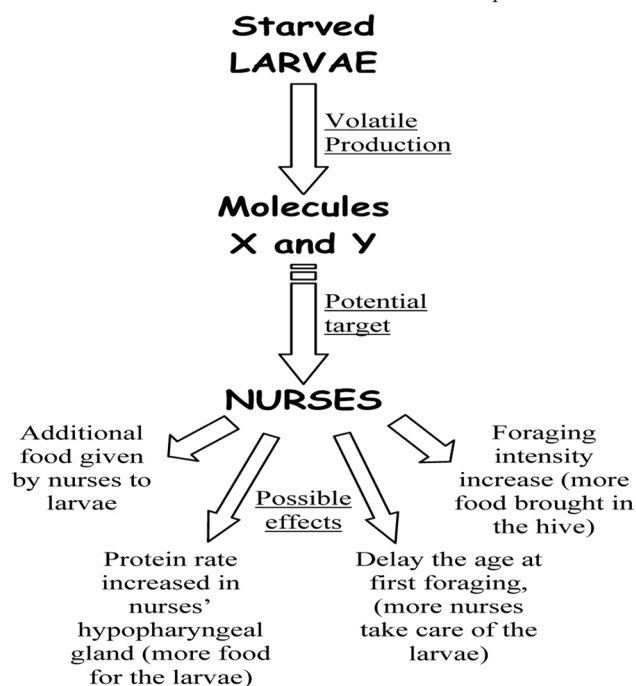 Starved
LARVAE
Volatile
Production
Molecules
X and Y
Potential
target
NURSES
Additional
food given
by nurses to
larvae
Foraging
intensity
increase (more
food brought in
the hive)
Possible
effects
Protein rate
increased in
nurses’
hypopharyngeal
gland (more food
for the larvae)
Delay the age at
first foraging,
(more nurses
take care of the
larvae)